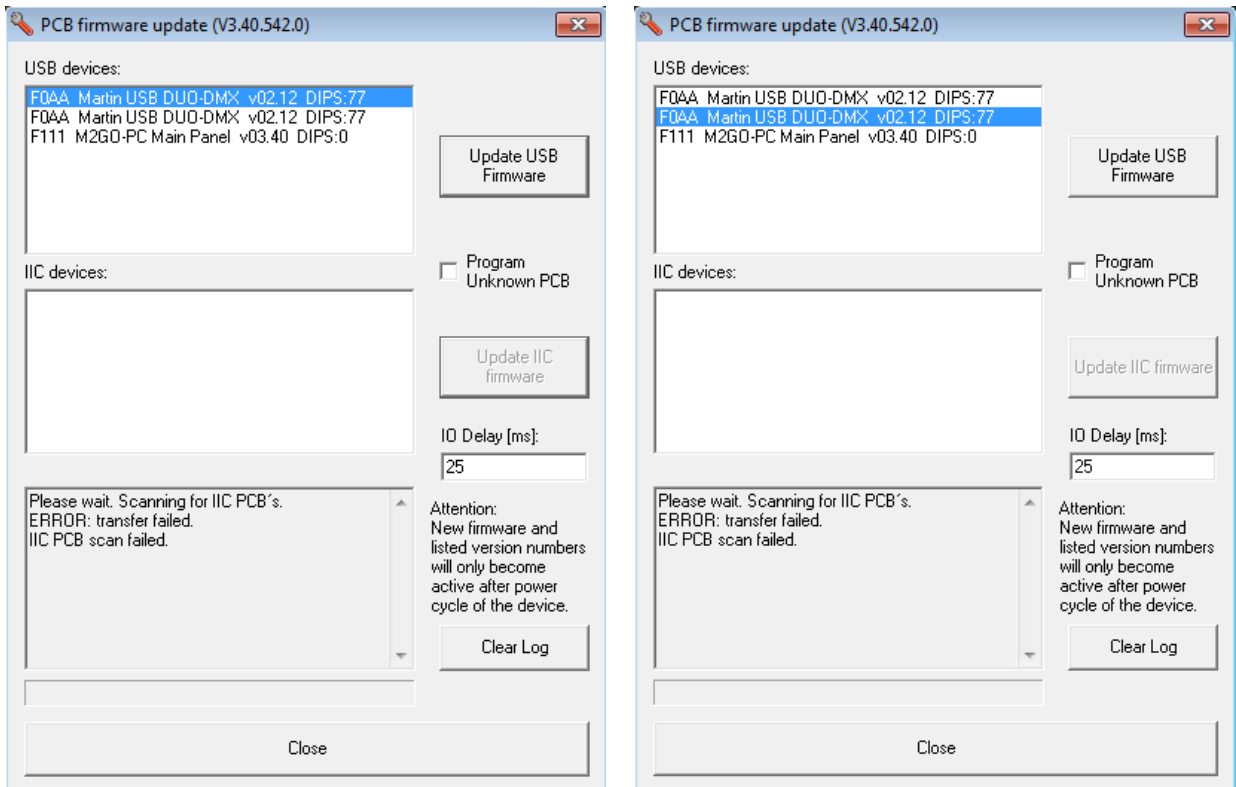 PCB firmware update (V3.40.542.0)
USB devices:
F0AA Martin USB DUO-DMX v02.12 DIPS:77
F0AA Martin USB DUO-DMX v02.12 DIPS:77
F111 M2GO-PC Main Panel v03.40 DIPS:0
Update USB
Firmware
IIC devices:
Program
Unknown PCB
Update IIC
firmware
IO Delay [ms]:
25
Please wait. Scanning for IIC PCB´s.
ERROR: transfer failed.
IIC PCB scan failed.
Attention:
New firmware and
listed version numbers
will only become
active after power
cycle of the device.
Clear Log
Close
PCB firmware update (V3.40.542.0)
USB devices:
F0AA Martin USB DUO-DMX v02.12 DIPS:77
F0AA Martin USB DUO-DMX v02.12 DIPS:77
F111 M2GO-PC Main Panel v03.40 DIPS:0
Update USB
Firmware
IIC devices:
Program
Unknown PCB
Update IIC firmware
IO Delay [ms]:
25
Please wait. Scanning for IIC PCB´s.
ERROR: transfer failed.
IIC PCB scan failed.
Attention:
New firmware and
listed version numbers
will only become
active after power
cycle of the device.
Clear Log
Close